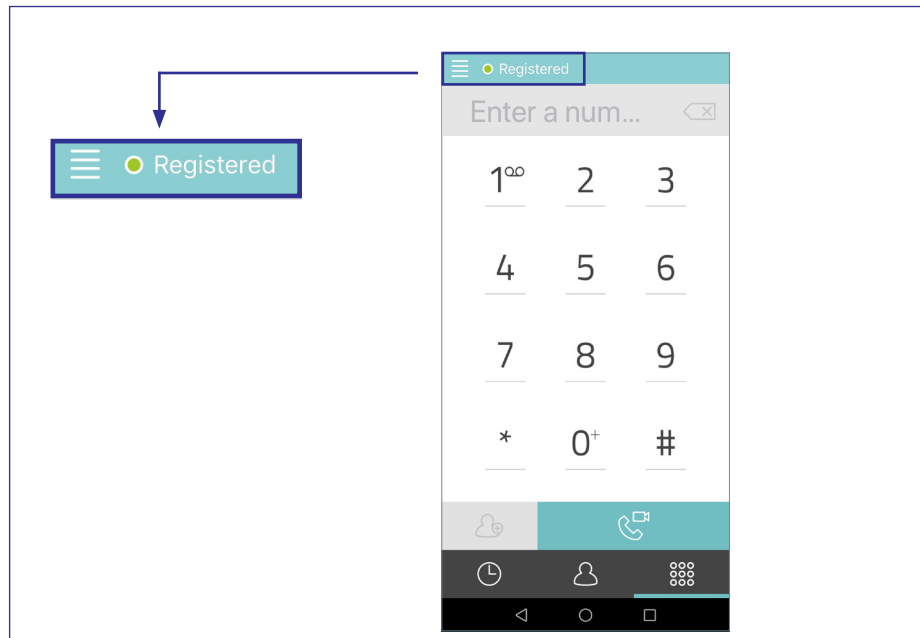 Registered
Registered
Enter a num...
1 2 3
4 5 6
7 8 9
* 0+ #